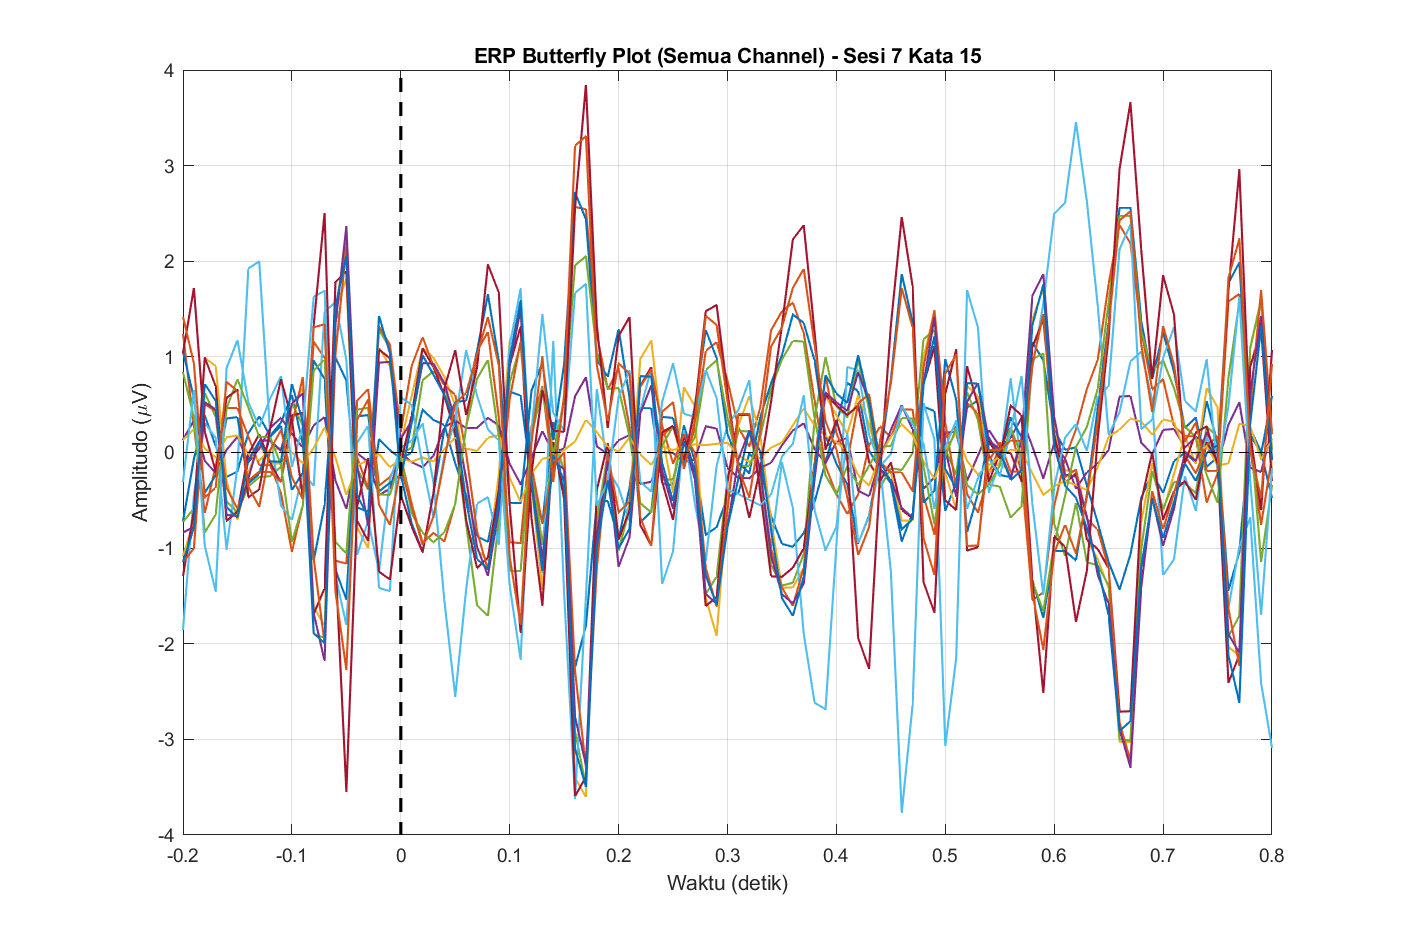 ERP Butterfly Plot (Semua Channel) - Sesi 7 Kata 15
4
3
2
1
0
-1
-2
-3
-4
Amplitudo (μV)
-0.2 -0.1 0 0.1 0.2 0.3 0.4 0.5 0.6 0.7 0.8
Waktu (detik)